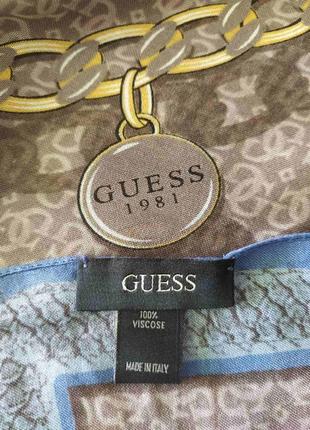 GUESS
1981
GUESS
100%
VISCOSE
MADE IN ITALY